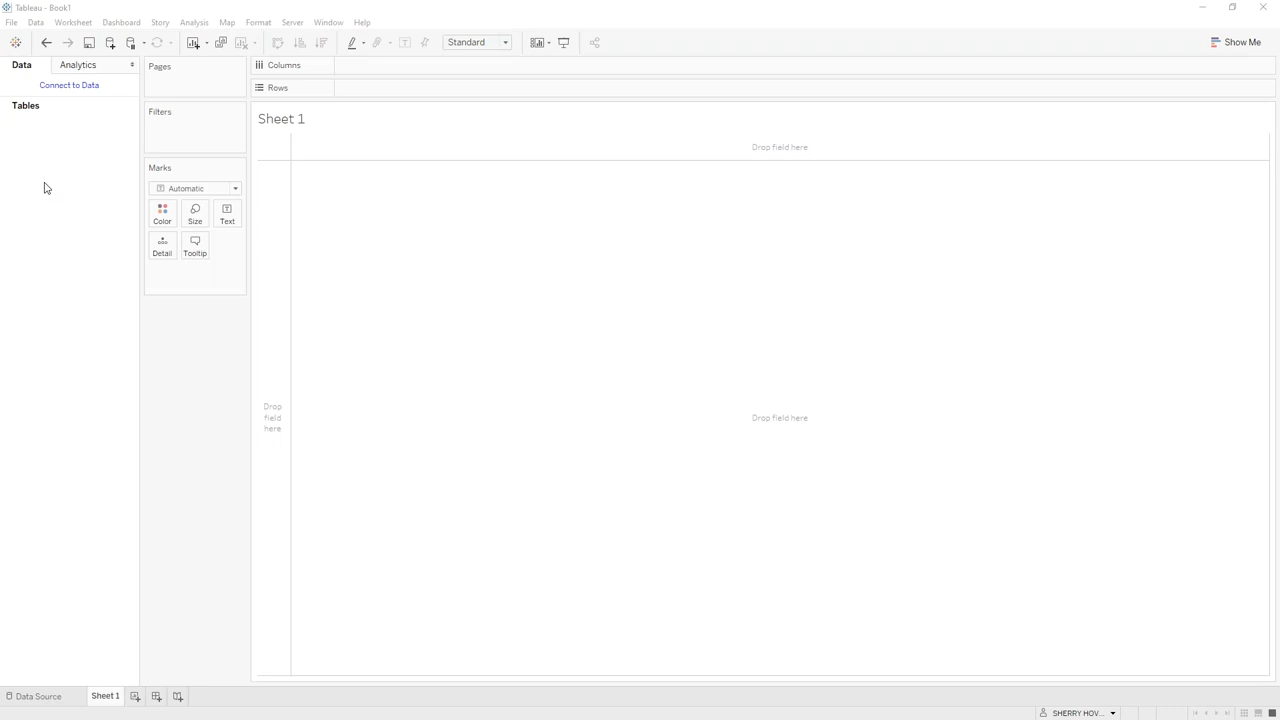 Tableau - Book1
File Data Worksheet Dashboard Story Analysis Map Format Server Window Help
Standard
Show Me
Data Analytics
Connect to Data
Tables
Pages
Filters
Marks
Automatic
Color Size Text
Detail Tooltip
Columns
Rows
Sheet 1
Drop field here
Drop
field
here
Drop field here
Data Source Sheet 1
SHERRY HOV...